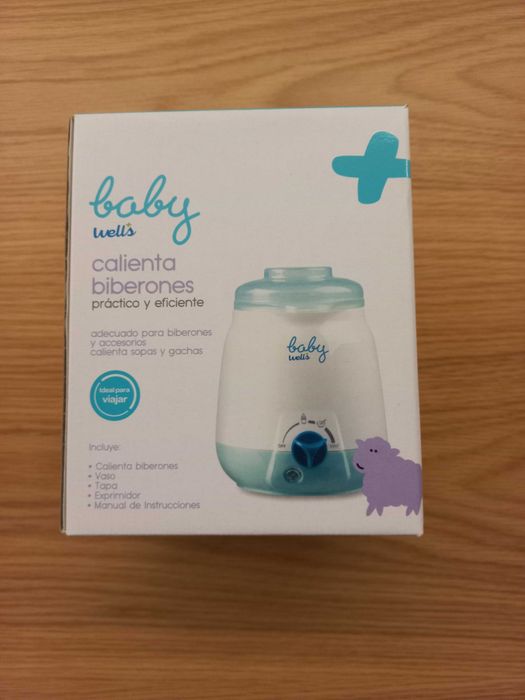 baby
well's
calienta
biberones
práctico y eficiente
adecuado para biberones
y accesorios
calienta sopas y gachas
Ideal para
viajar
Incluye:
• Calienta biberones
• Vaso
• Tapa
• Exprimidor
• Manual de Instrucciones
baby
well's
OFF